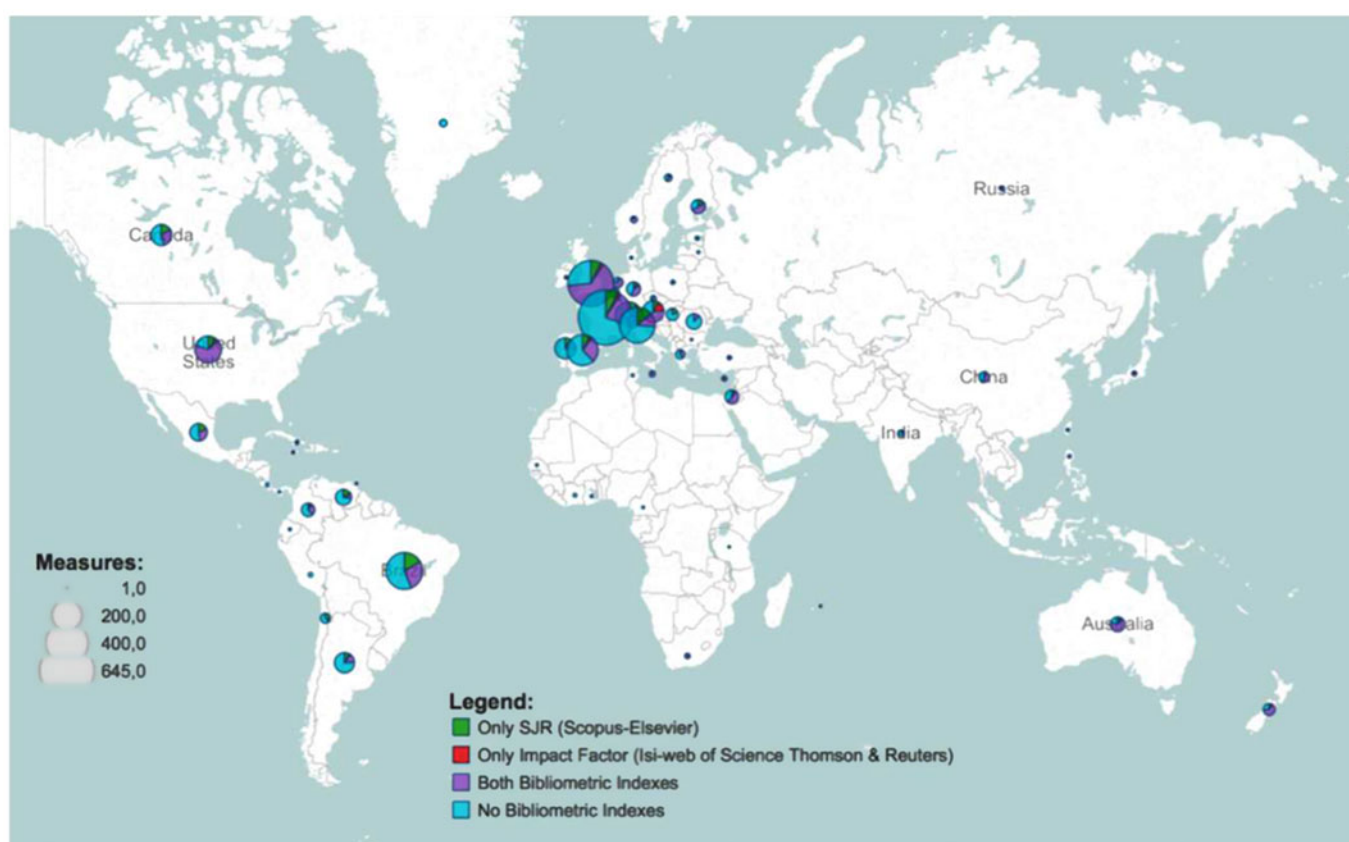 Russia
Canada
United
States
China
India
Brazil
Measures:
1,0
200,0
400,0
645,0
Australia
Legend:
Only SJR (Scopus-Elsevier)
Only Impact Factor (Isi-web of Science Thomson & Reuters)
Both Bibliometric Indexes
No Bibliometric Indexes